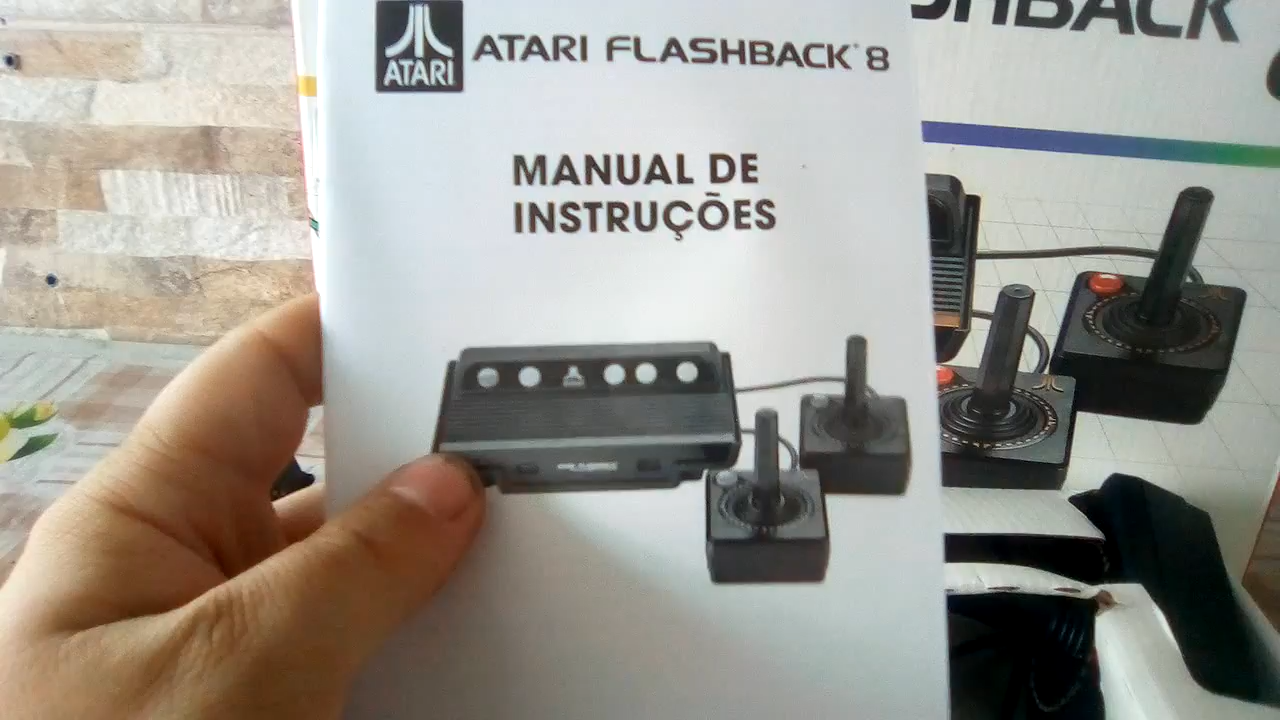 ATARI
ATARI FLASHBACK 8
MANUAL DE
INSTRUÇÕES
SHBACK